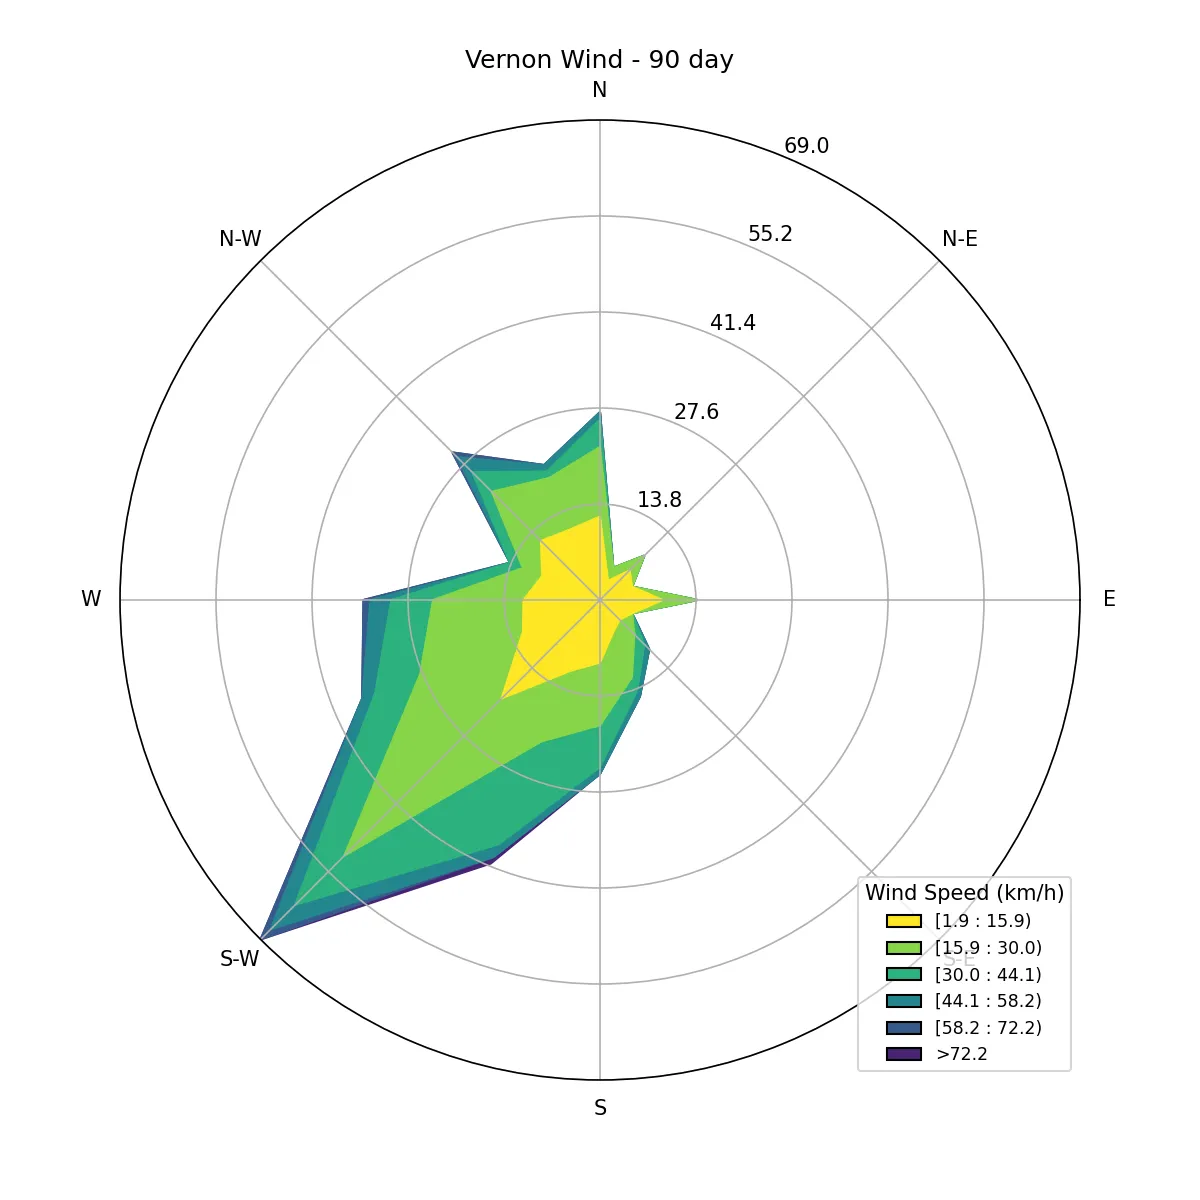 Vernon Wind - 90 day
N
69.0
55.2
N-W
N-E
41.4
27.6
13.8
W
E
S-W
S-E
Wind Speed (km/h)
[1.9 : 15.9)
[15.9 : 30.0)
[30.0 : 44.1)
[44.1 : 58.2)
[58.2 : 72.2)
>72.2
S